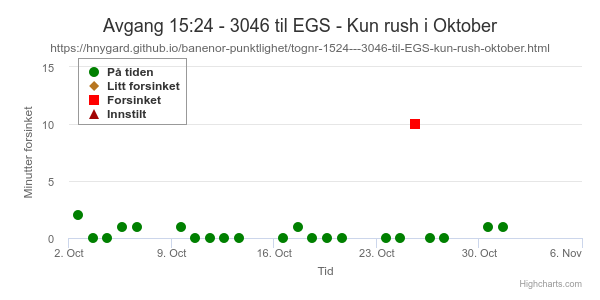 Avgang 15:24 - 3046 til EGS - Kun rush i Oktober
https://hnygard.github.io/banenor-punktlighet/tognr-1524---3046-til-EGS-kun-rush-oktober.html
På tiden
Litt forsinket
Forsinket
Innstilt
Minutter forsinket
15
10
5
0
2. Oct
9. Oct
16. Oct
23. Oct
30. Oct
6. Nov
Tid
Highcharts.com